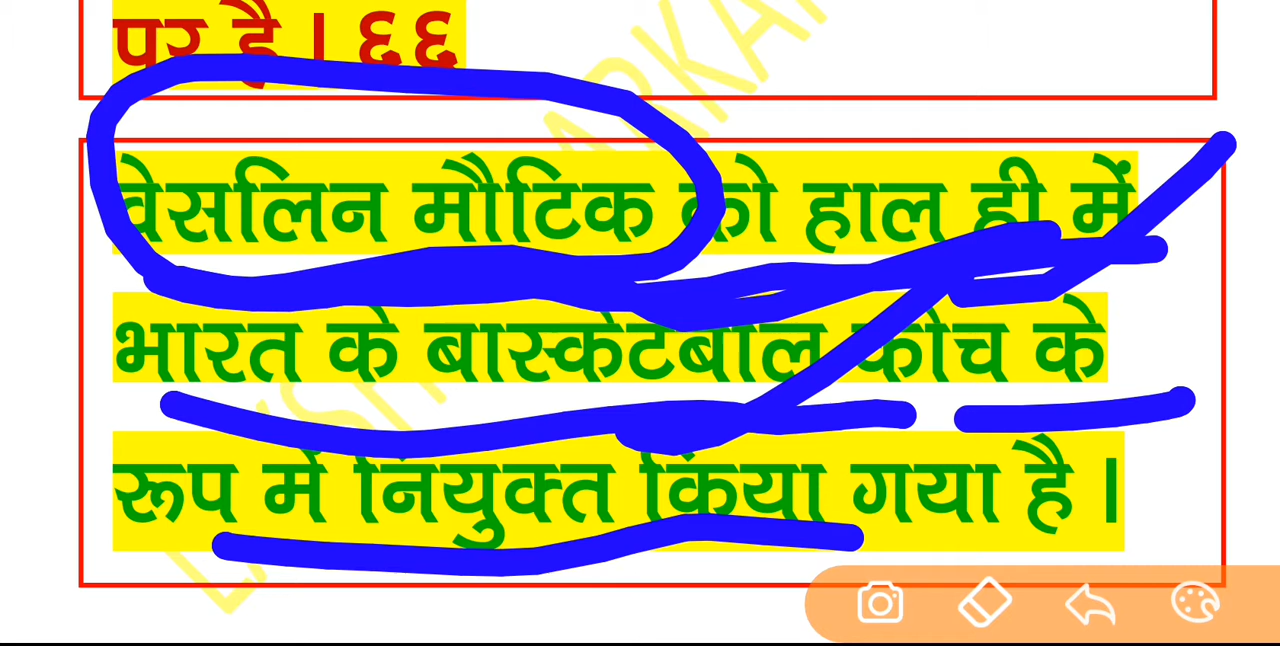 पर है । ६६
वेसलिन मौटिक को हाल ही में
भारत के बास्केटबॉल कोच के
रूप में नियुक्त किया गया है ।